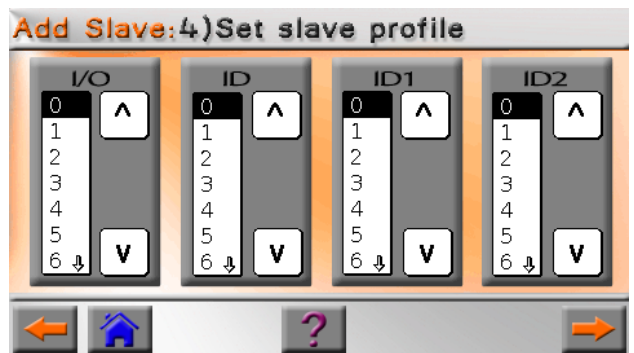 Add Slave:4)Set slave profile
I/O ID ID1 ID2
0 ^ 0 ^ 0 ^ 0 ^
1 1 1 1
2 2 2 2
3 3 3 3
4 4 4 4
5 5 5 5
6 v 6 v 6 v 6 v
?